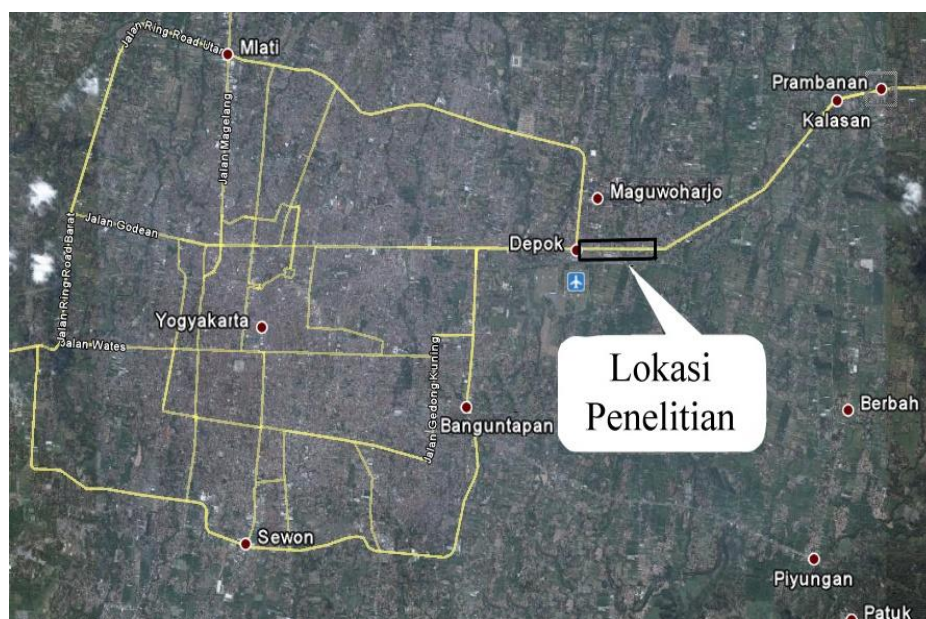 Jalan Ring Road Utar
Mlati
Prambanan
Kalasan
Jalan Magelang
Maguwoharjo
Jalan Godean
Depok
Jalan Ring Road Barat
Yogyakarta
Jalan Wates
Lokasi
Penelitian
Jalan Gedong Kuning
Banguntapan
Berbah
Sewon
Piyungan
Patuk